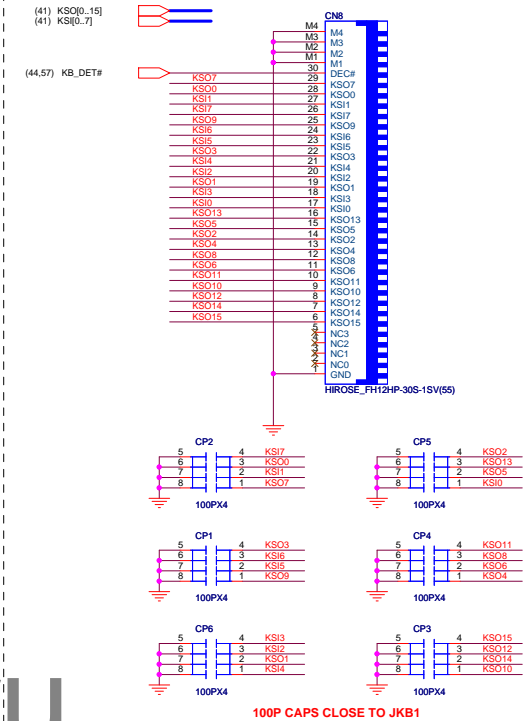 (41) KSO[0..15]
(41) KSI[0..7]
(44,57) KB_DET#
CN8
M4 M4
M3 M3
M2 M2
M1 M1
30 DEC#
KSO7 29 KSO7
KSO0 28 KSO0
KSI1 27 KSI1
KSI7 26 KSI7
KSO9 25 KSO9
KSI6 24 KSI6
KSI5 23 KSI5
KSO3 22 KSO3
KSI4 21 KSI4
KSI2 20 KSI2
KSO1 19 KSO1
KSI3 18 KSI3
KSI0 17 KSI0
KSO13 16 KSO13
KSO5 15 KSO5
KSO2 14 KSO2
KSO4 13 KSO4
KSO8 12 KSO8
KSO6 11 KSO6
KSO11 10 KSO11
KSO10 9 KSO10
KSO12 8 KSO12
KSO14 7 KSO14
KSO15 6 KSO15
5 NC3
4 NC2
3 NC1
2 NC0
1 GND
HIROSE_FH12HP-30S-1SV(55)
CP2
5 4 KSI7
6 3 KSO0
7 2 KSI1
8 1 KSO7
100PX4
CP5
5 4 KSO2
6 3 KSO13
7 2 KSO5
8 1 KSI0
100PX4
CP1
5 4 KSO3
6 3 KSI6
7 2 KSI5
8 1 KSO9
100PX4
CP4
5 4 KSO11
6 3 KSO8
7 2 KSO6
8 1 KSO4
100PX4
CP6
5 4 KSI3
6 3 KSI2
7 2 KSO1
8 1 KSI4
100PX4
CP3
5 4 KSO15
6 3 KSO12
7 2 KSO14
8 1 KSO10
100PX4
100P CAPS CLOSE TO JKB1